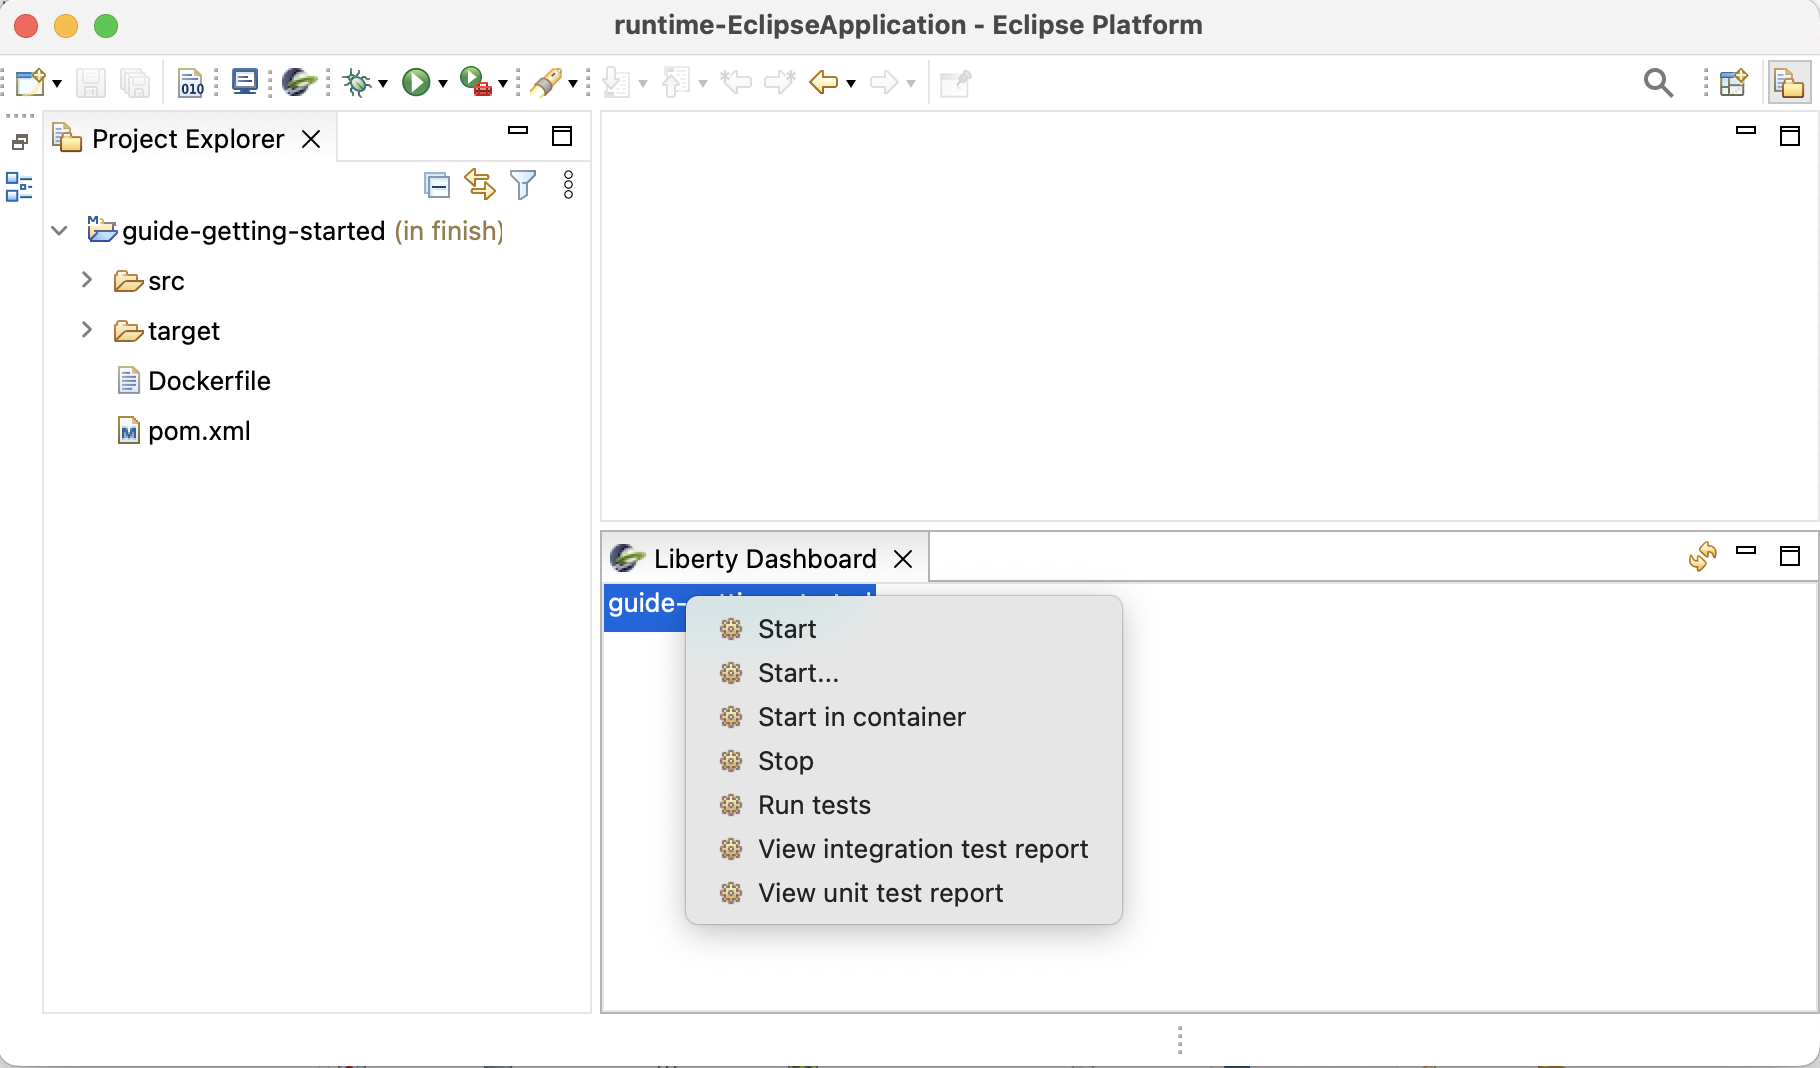 runtime-EclipseApplication - Eclipse Platform
010
Project Explorer
guide-getting-started (in finish)
src
target
Dockerfile
pom.xml
Liberty Dashboard
guide-
Start
Start...
Start in container
Stop
Run tests
View integration test report
View unit test report